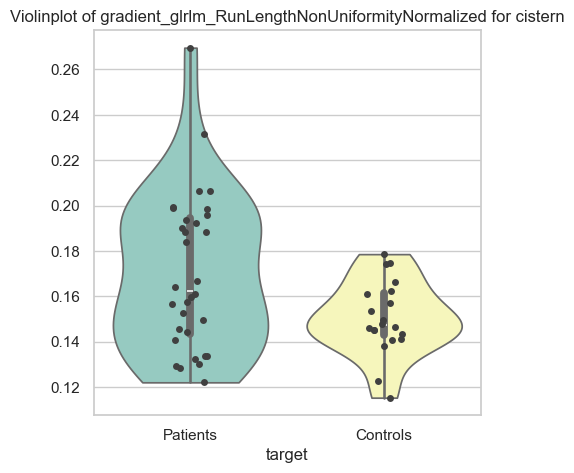 Violinplot of gradient_glrlm_RunLengthNonUniformityNormalized for cistern
0.26
0.24
0.22
0.20
0.18
0.16
0.14
0.12
Patients
Controls
target